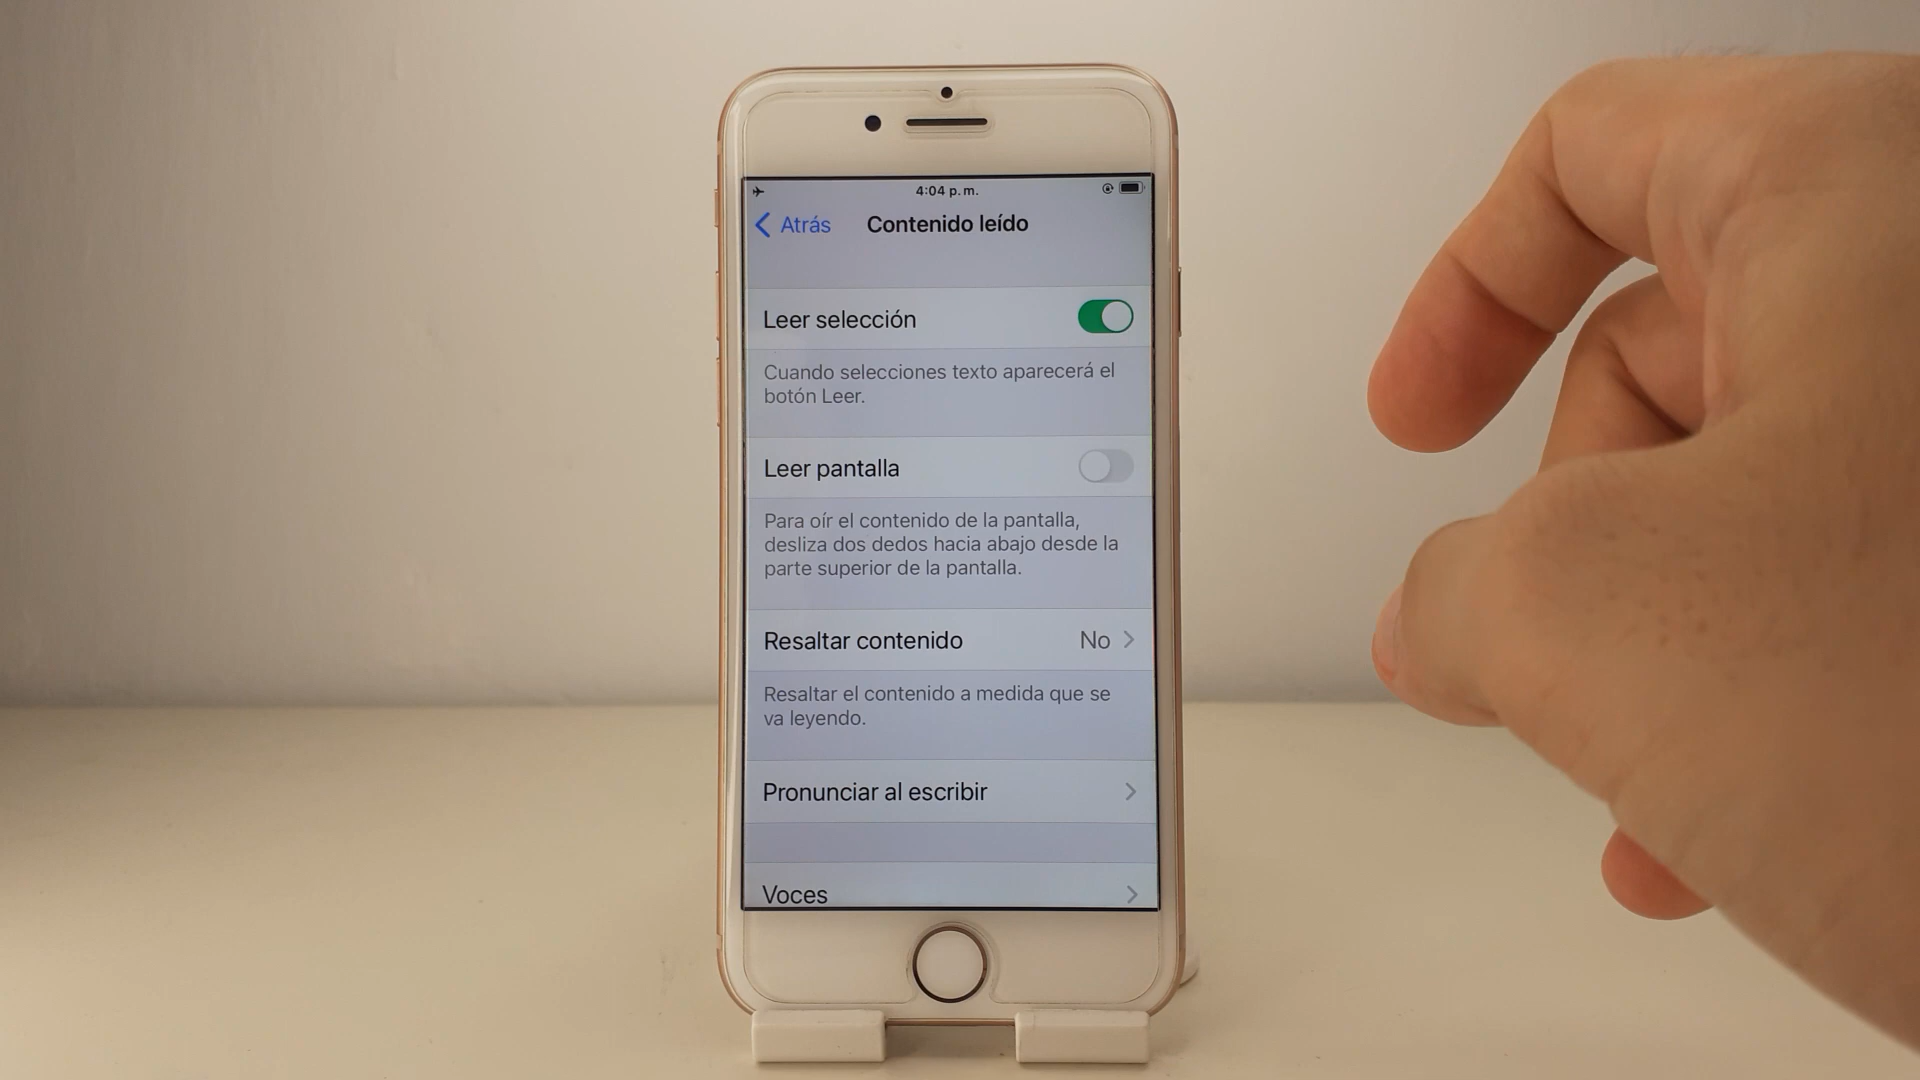 4:04 p.m.
Atrás
Contenido leído
Leer selección
Cuando selecciones texto aparecerá el
botón Leer.
Leer pantalla
Para oír el contenido de la pantalla,
desliza dos dedos hacia abajo desde la
parte superior de la pantalla.
Resaltar contenido No
Resaltar el contenido a medida que se
va leyendo.
Pronunciar al escribir
Voces